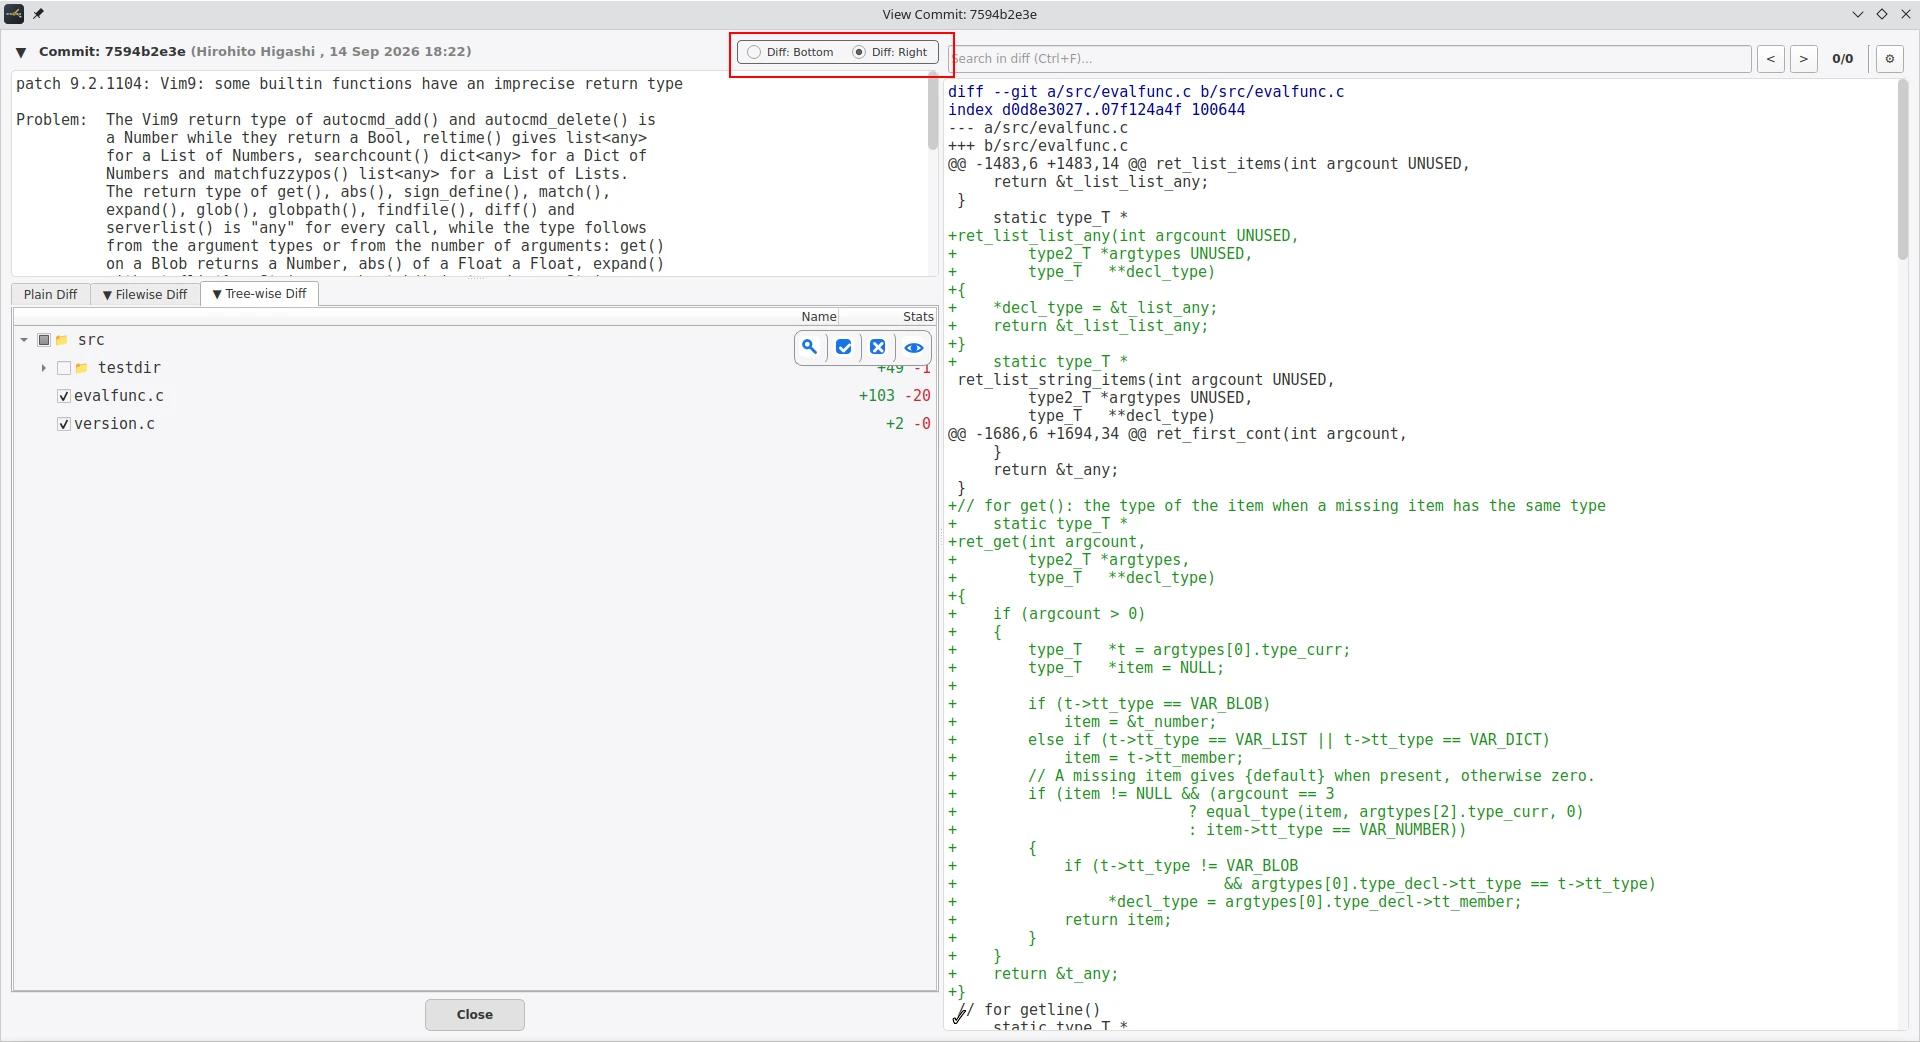 View Commit: 7594b2e3e
▼ Commit: 7594b2e3e (Hirohito Higashi , 14 Sep 2026 18:22)
Diff: Bottom
Diff: Right
patch 9.2.1104: Vim9: some builtin functions have an imprecise return type
Problem:  The Vim9 return type of autocmd_add() and autocmd_delete() is
a Number while they return a Bool, reltime() gives list<any>
for a List of Numbers, searchcount() dict<any> for a Dict of
Numbers and matchfuzzypos() list<any> for a List of Lists.
The return type of get(), abs(), sign_define(), match(),
expand(), glob(), globpath(), findfile(), diff() and
serverlist() is "any" for every call, while the type follows
from the argument types or from the number of arguments: get()
on a Blob returns a Number, abs() of a Float a Float, expand()
Plain Diff
▼ Filewise Diff
▼ Tree-wise Diff
Name
Stats
src
testdir
+49 -1
evalfunc.c
+103 -20
version.c
+2 -0
Close
Search in diff (Ctrl+F)...
<
>
0/0
diff --git a/src/evalfunc.c b/src/evalfunc.c
index d0d8e3027..07f124a4f 100644
--- a/src/evalfunc.c
+++ b/src/evalfunc.c
@@ -1483,6 +1483,14 @@ ret_list_items(int argcount UNUSED,
     return &t_list_list_any;
 }
     static type_T *
+ret_list_list_any(int argcount UNUSED,
+        type2_T *argtypes UNUSED,
+        type_T   **decl_type)
+{
+    *decl_type = &t_list_any;
+    return &t_list_list_any;
+}
+    static type_T *
 ret_list_string_items(int argcount UNUSED,
         type2_T *argtypes UNUSED,
         type_T   **decl_type)
@@ -1686,6 +1694,34 @@ ret_first_cont(int argcount,
     }
     return &t_any;
 }
+// for get(): the type of the item when a missing item has the same type
+    static type_T *
+ret_get(int argcount,
+        type2_T *argtypes,
+        type_T   **decl_type)
+{
+    if (argcount > 0)
+    {
+        type_T   *t = argtypes[0].type_curr;
+        type_T   *item = NULL;
+
+        if (t->tt_type == VAR_BLOB)
+            item = &t_number;
+        else if (t->tt_type == VAR_LIST || t->tt_type == VAR_DICT)
+            item = t->tt_member;
+        // A missing item gives {default} when present, otherwise zero.
+        if (item != NULL && (argcount == 3
+                          ? equal_type(item, argtypes[2].type_curr, 0)
+                          : item->tt_type == VAR_NUMBER))
+        {
+            if (t->tt_type != VAR_BLOB
+                              && argtypes[0].type_decl->tt_type == t->tt_type)
+                 *decl_type = argtypes[0].type_decl->tt_member;
+            return item;
+        }
+    }
+    return &t_any;
+}
 // for getline()
     static type_T *